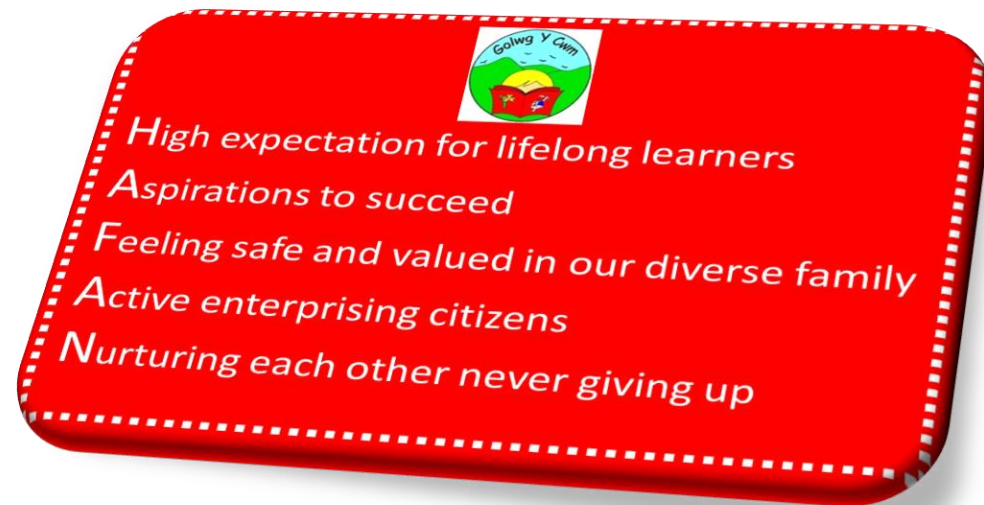 Golwg Y Cwm
High expectation for lifelong learners
Aspirations to succeed
Feeling safe and valued in our diverse family
Active enterprising citizens
Nurturing each other never giving up